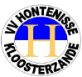 VV HONTENISSE
H
KLOOSTERZANDE